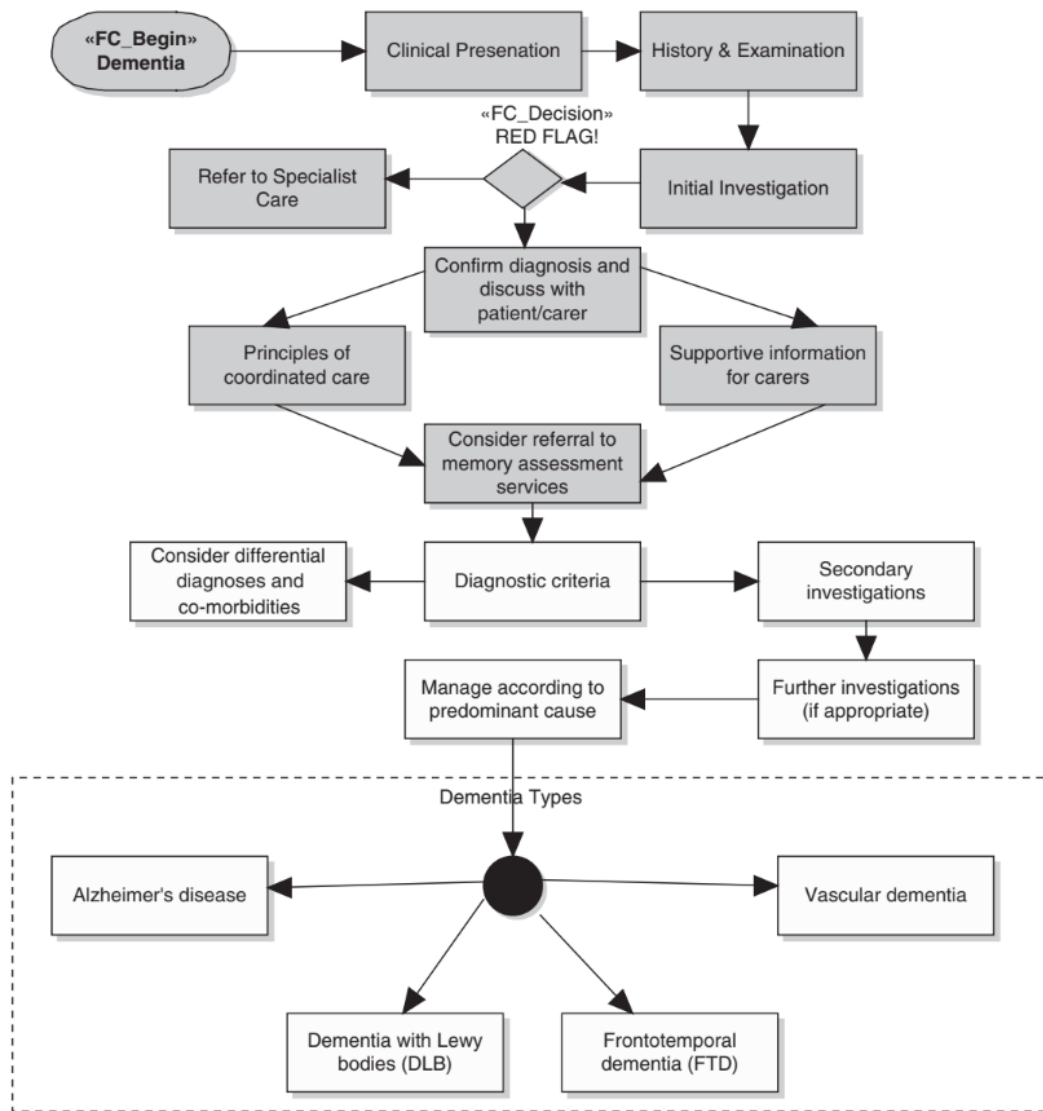 «FC_Begin»
Dementia
Clinical Presenation
History & Examination
«FC_Decision»
RED FLAG!
Refer to Specialist
Care
Initial Investigation
Confirm diagnosis and
discuss with
patient/carer
Principles of
coordinated care
Supportive information
for carers
Consider referral to
memory assessment
services
Consider differential
diagnoses and
co-morbidities
Diagnostic criteria
Secondary
investigations
Manage according to
predominant cause
Further investigations
(if appropriate)
Dementia Types
Alzheimer's disease
Vascular dementia
Dementia with Lewy
bodies (DLB)
Frontotemporal
dementia (FTD)